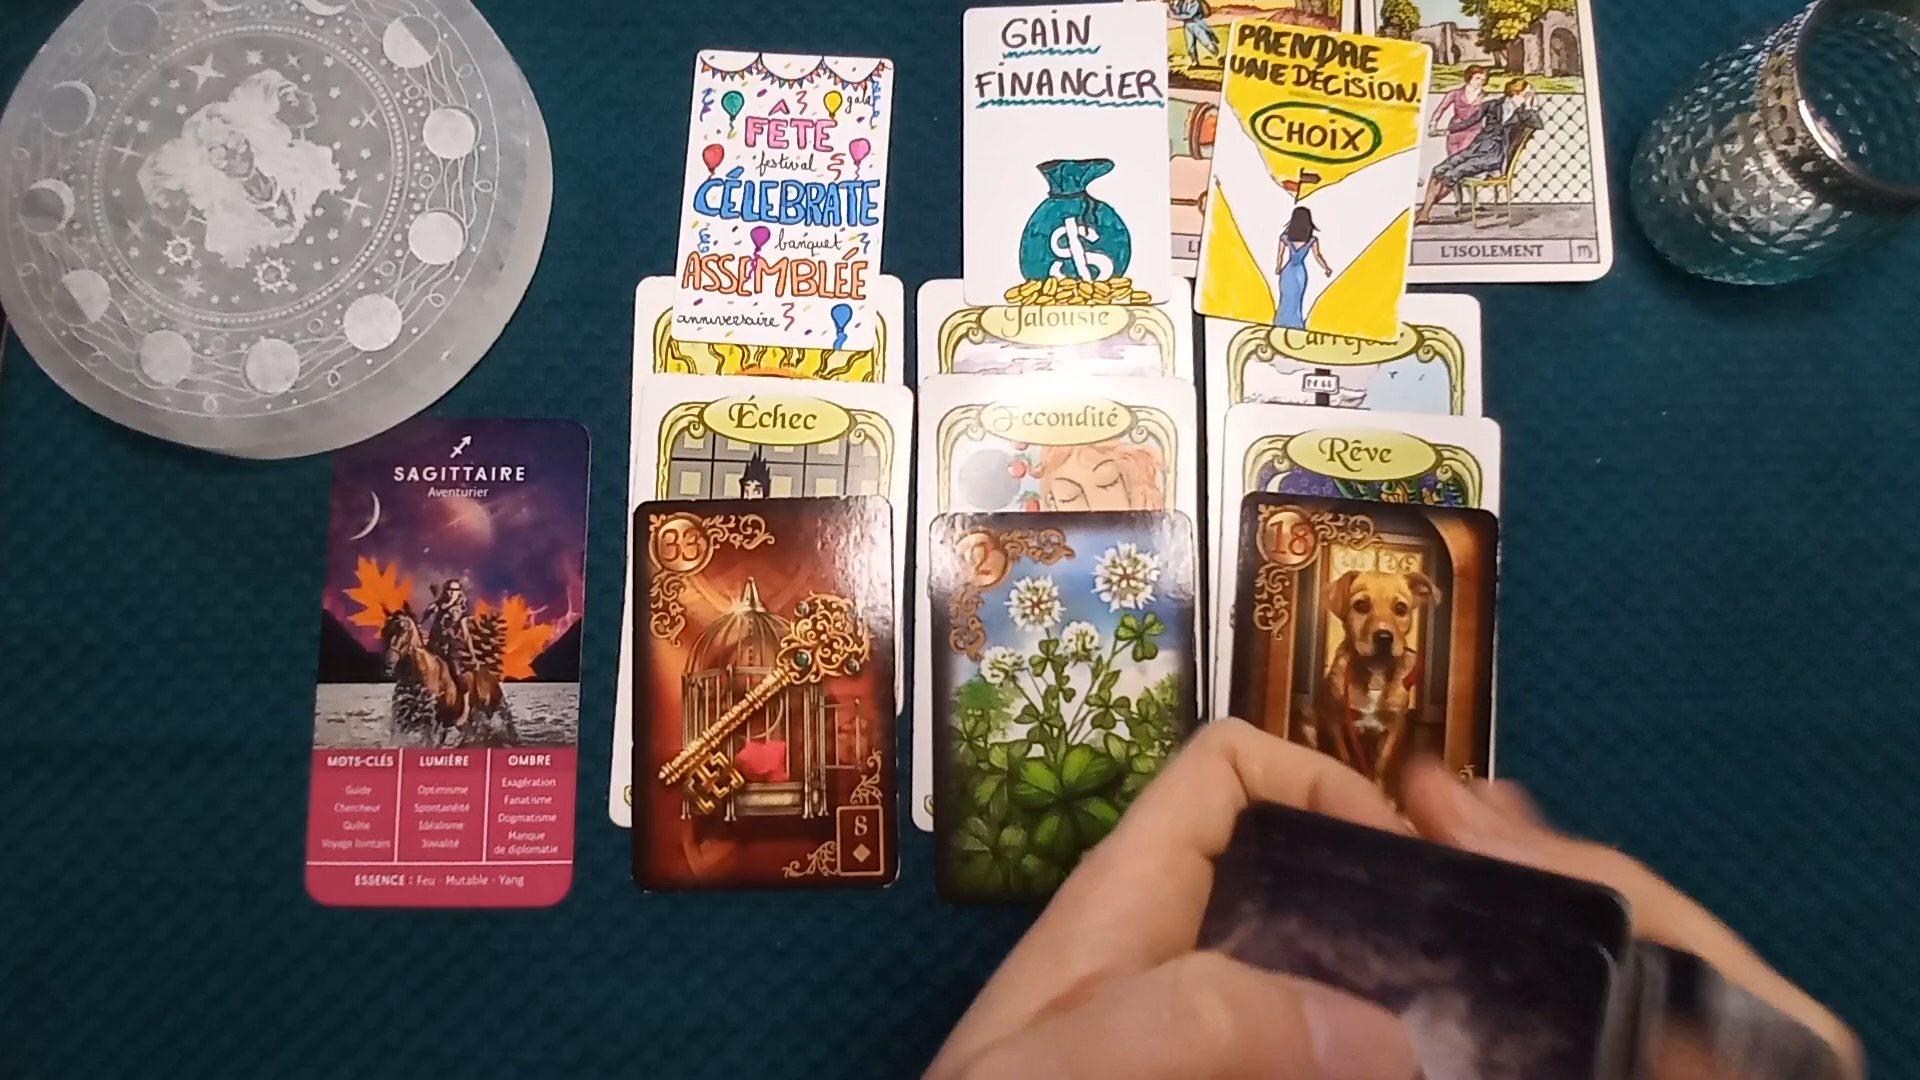 À
FÊTE
gala
festival
CÉLEBRATE
banquet
ASSEMBLÉE
anniversaire
GAIN
FINANCIER
PRENDRE
UNE DÉCISION.
CHOIX
L'ISOLEMENT
Jalousie
Échec
Fecondité
Rêve
SAGITTAIRE
Aventurier
MOTS-CLÉS
Guide
Chercheur
Quête
Voyage lointain
LUMIÈRE
Optimisme
Spontanéité
Idéalisme
Jovialité
OMBRE
Exagération
Fanatisme
Dogmatisme
Manque
de diplomatie
ESSENCE : Feu - Mutable - Yang
33
8
2
18